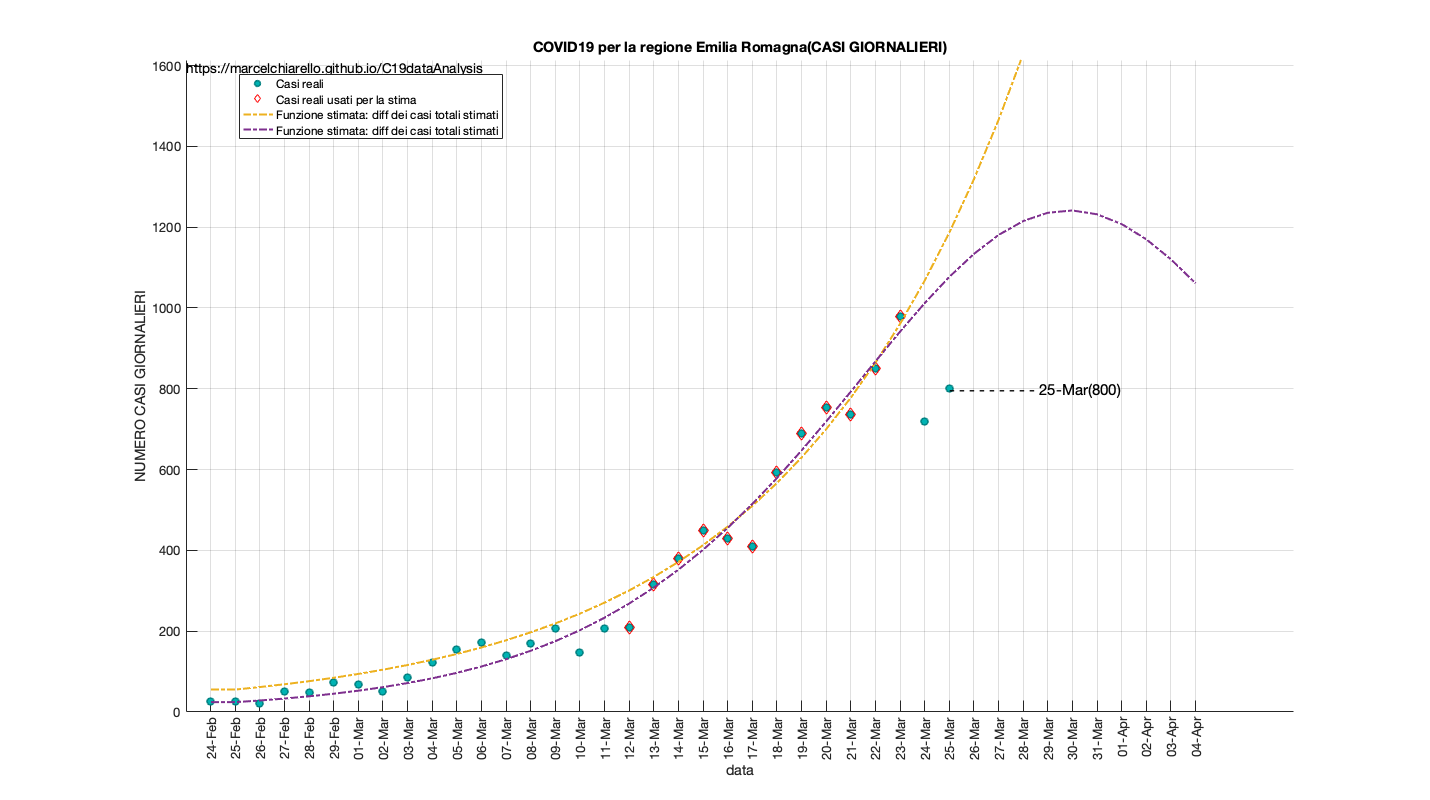 COVID19 per la regione Emilia Romagna(CASI GIORNALIERI)
https://marcelchiarello.github.io/C19dataAnalysis
Casi reali
Casi reali usati per la stima
Funzione stimata: diff dei casi totali stimati
Funzione stimata: diff dei casi totali stimati
NUMERO CASI GIORNALIERI
1600
1400
1200
1000
800
600
400
200
0
25-Mar(800)
24-Feb
25-Feb
26-Feb
27-Feb
28-Feb
29-Feb
01-Mar
02-Mar
03-Mar
04-Mar
05-Mar
06-Mar
07-Mar
08-Mar
09-Mar
10-Mar
11-Mar
12-Mar
13-Mar
14-Mar
15-Mar
16-Mar
17-Mar
18-Mar
19-Mar
20-Mar
21-Mar
22-Mar
23-Mar
24-Mar
25-Mar
26-Mar
27-Mar
28-Mar
29-Mar
30-Mar
31-Mar
01-Apr
02-Apr
03-Apr
04-Apr
data